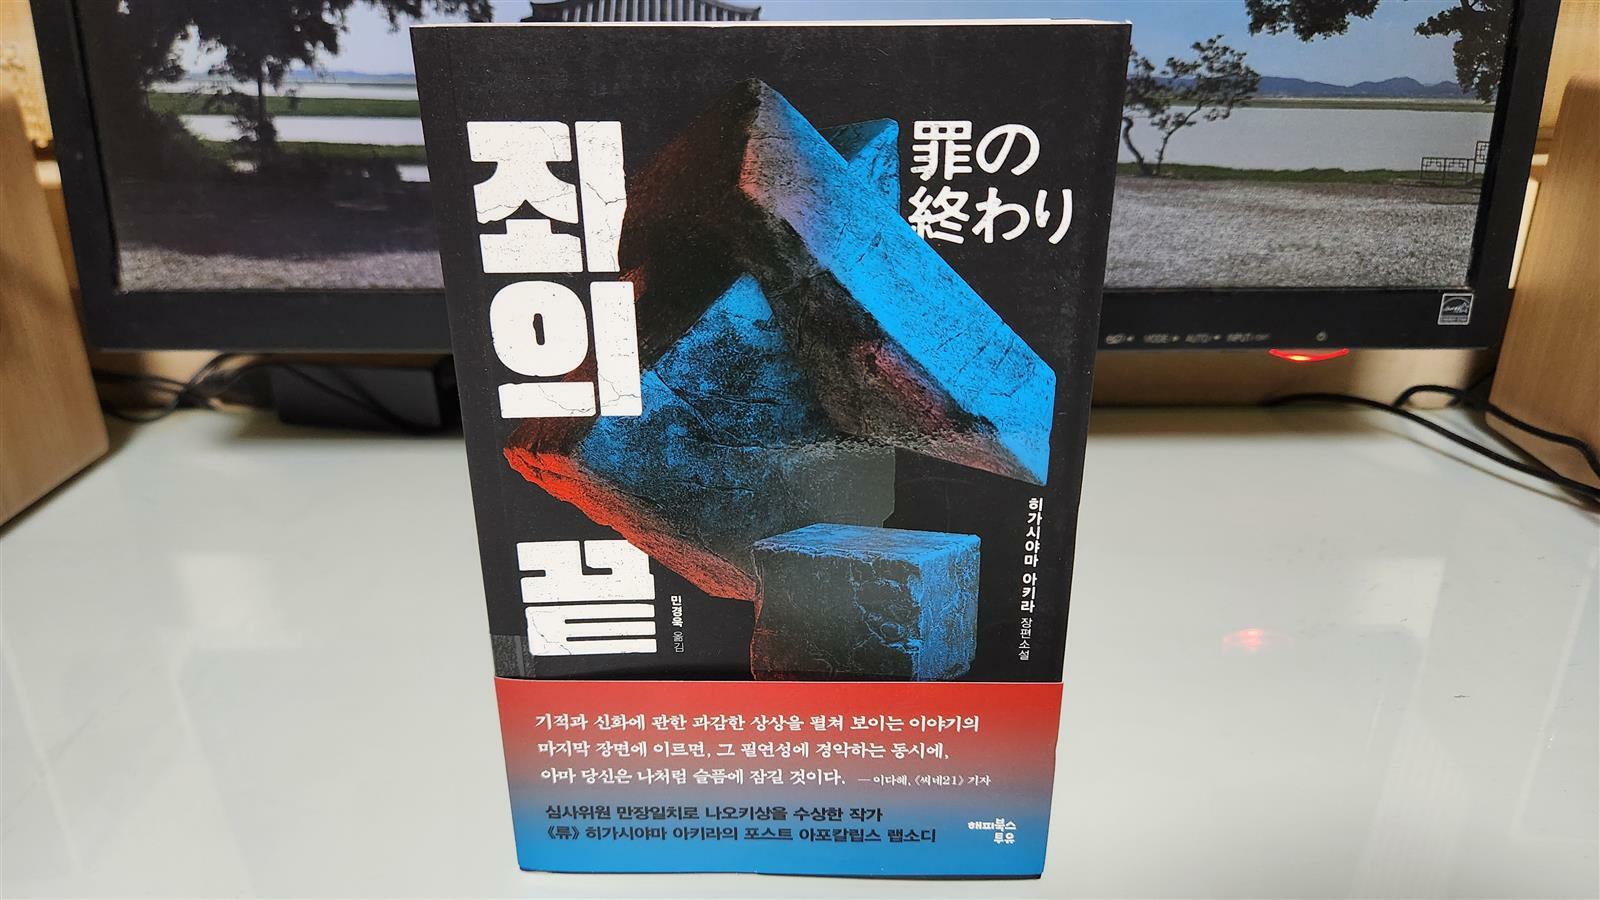 죄의
끝
罪の
終わり
히가시야마 아키라 장편소설
민경욱 옮김
기적과 신화에 관한 과감한 상상을 펼쳐 보이는 이야기의
마지막 장면에 이르면, 그 필연성에 경악하는 동시에,
아마 당신은 나처럼 슬픔에 잠길 것이다. ─ 이다혜, 《씨네21》 기자
심사위원 만장일치로 나오키상을 수상한 작가
《류》 히가시야마 아키라의 포스트 아포칼립스 랩소디
해피북스
투유
MODE
AUTO
INPUT